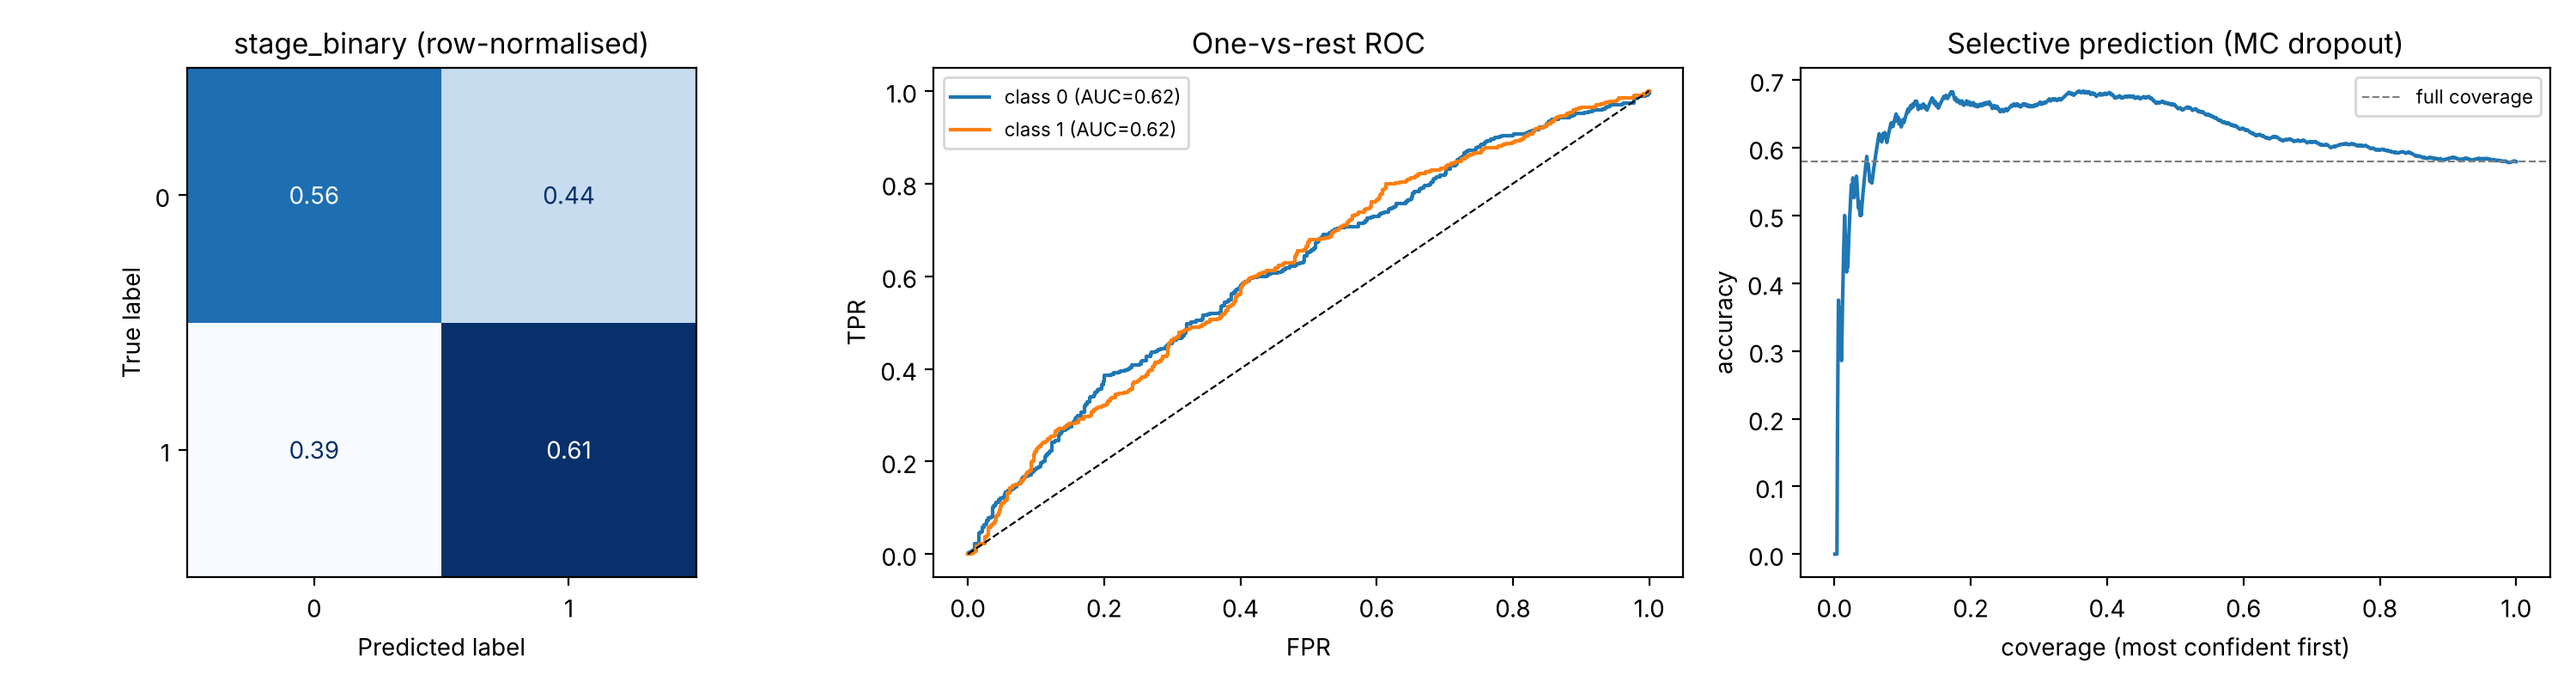 stage_binary (row-normalised)
True label
0
1
0.56
0.44
0.39
0.61
0
1
Predicted label
One-vs-rest ROC
class 0 (AUC=0.62)
class 1 (AUC=0.62)
TPR
1.0
0.8
0.6
0.4
0.2
0.0
0.0
0.2
0.4
0.6
0.8
1.0
FPR
Selective prediction (MC dropout)
full coverage
accuracy
0.7
0.6
0.5
0.4
0.3
0.2
0.1
0.0
0.0
0.2
0.4
0.6
0.8
1.0
coverage (most confident first)